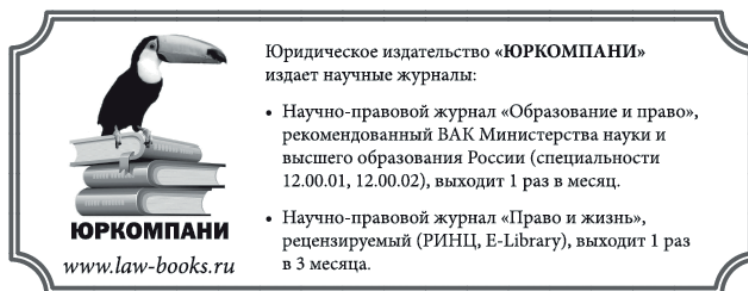 Юридическое издательство «ЮРКОМПАНИ»
издает научные журналы:
• Научно-правовой журнал «Образование и право»,
рекомендованный ВАК Министерства науки и
высшего образования России (специальности
12.00.01, 12.00.02), выходит 1 раз в месяц.
• Научно-правовой журнал «Право и жизнь»,
рецензируемый (РИНЦ, E-Library), выходит 1 раз
в 3 месяца.
ЮРКОМПАНИ
www.law-books.ru